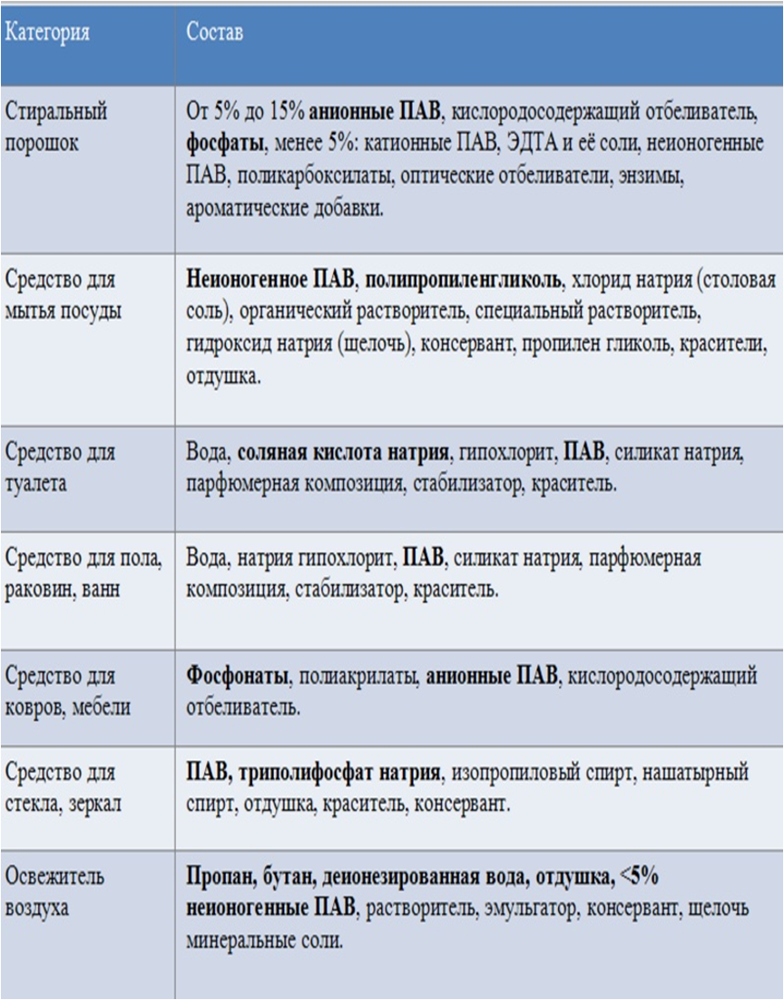 Категория
Состав
Стиральный
порошок
От 5% до 15% анионные ПАВ, кислородосодержащий отбеливатель,
фосфаты, менее 5%: катионные ПАВ, ЭДТА и её соли, неионогенные
ПАВ, поликарбоксилаты, оптические отбеливатели, энзимы,
ароматические добавки.
Средство для
мытья посуды
Неионогенное ПАВ, полипропиленгликоль, хлорид натрия (столовая
соль), органический растворитель, специальный растворитель,
гидроксид натрия (щелочь), консервант, пропилен гликоль, красители,
отдушка.
Средство для
туалета
Вода, соляная кислота натрия, гипохлорит, ПАВ, силикат натрия,
парфюмерная композиция, стабилизатор, краситель.
Средство для пола,
раковин, ванн
Вода, натрия гипохлорит, ПАВ, силикат натрия, парфюмерная
композиция, стабилизатор, краситель.
Средство для
ковров, мебели
Фосфонаты, полиакрилаты, анионные ПАВ, кислородосодержащий
отбеливатель.
Средство для
стекла, зеркал
ПАВ, триполифосфат натрия, изопропиловый спирт, нашатырный
спирт, отдушка, краситель, консервант.
Освежитель
воздуха
Пропан, бутан, деионезированная вода, отдушка, <5%
неионогенные ПАВ, растворитель, эмульгатор, консервант, щелочь
минеральные соли.